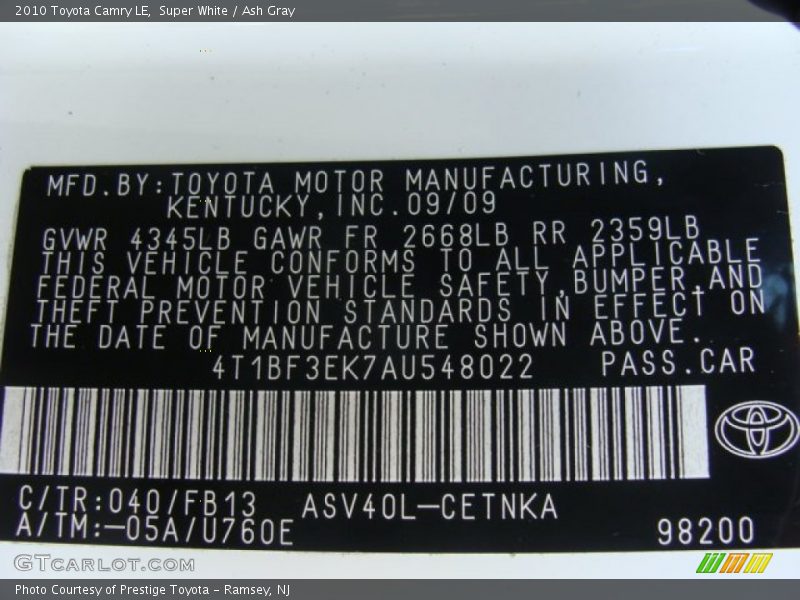 2010 Toyota Camry LE,  Super White / Ash Gray
MFD.BY:TOYOTA MOTOR MANUFACTURING,
KENTUCKY,INC.09/09
GVWR 4345LB GAWR FR 2668LB RR 2359LB
THIS VEHICLE CONFORMS TO ALL APPLICABLE
FEDERAL MOTOR VEHICLE SAFETY,BUMPER,AND
THEFT PREVENTION STANDARDS IN EFFECT ON
THE DATE OF MANUFACTURE SHOWN ABOVE.
4T1BF3EK7AU548022 PASS.CAR
C/TR:040/FB13 ASV40L-CETNKA
A/TM:-05A/U760E 98200
GTCARLOT.COM
Photo Courtesy of Prestige Toyota - Ramsey, NJ